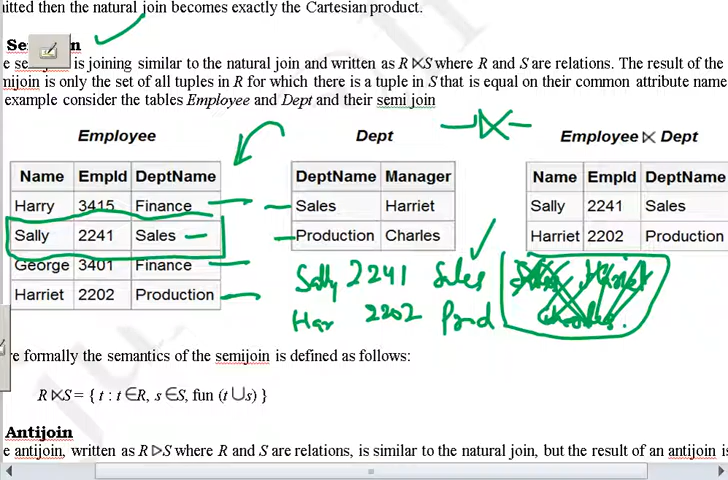 itted then the natural join becomes exactly the Cartesian product.
Se n
e se is joining similar to the natural join and written as R ⋉S where R and S are relations. The result of the
mijoin is only the set of all tuples in R for which there is a tuple in S that is equal on their common attribute name
example consider the tables Employee and Dept and their semi join
Employee Dept Employee ⋉ Dept
Name EmpId DeptName DeptName Manager Name EmpId DeptName
Harry 3415 Finance Sales Harriet Sally 2241 Sales
Sally 2241 Sales Production Charles Harriet 2202 Production
George 3401 Finance Sally 2241 Sales
Harriet 2202 Production Har 2202 Prod
Charles
e formally the semantics of the semijoin is defined as follows:
R ⋉S = { t : t ∈R, s ∈S, fun (t ∪s) }
Antijoin
e antijoin, written as R ▷S where R and S are relations, is similar to the natural join, but the result of an antijoin is